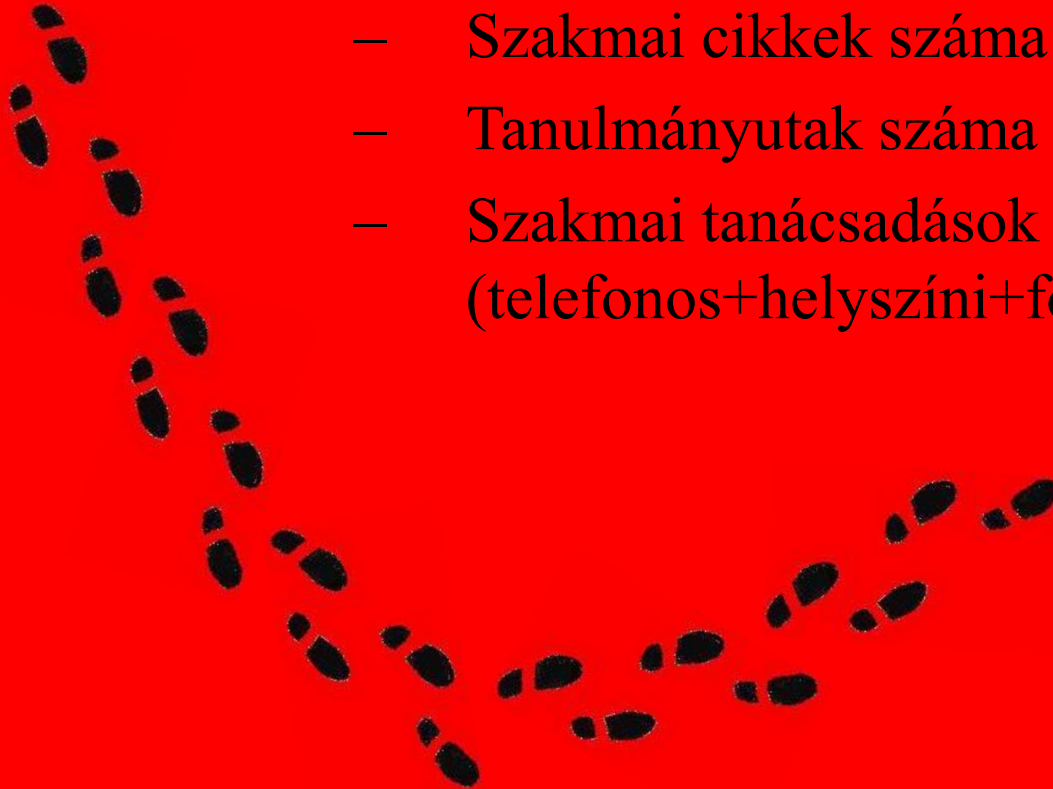 – Szakmai cikkek száma
– Tanulmányutak száma
– Szakmai tanácsadások
(telefonos+helyszíni+